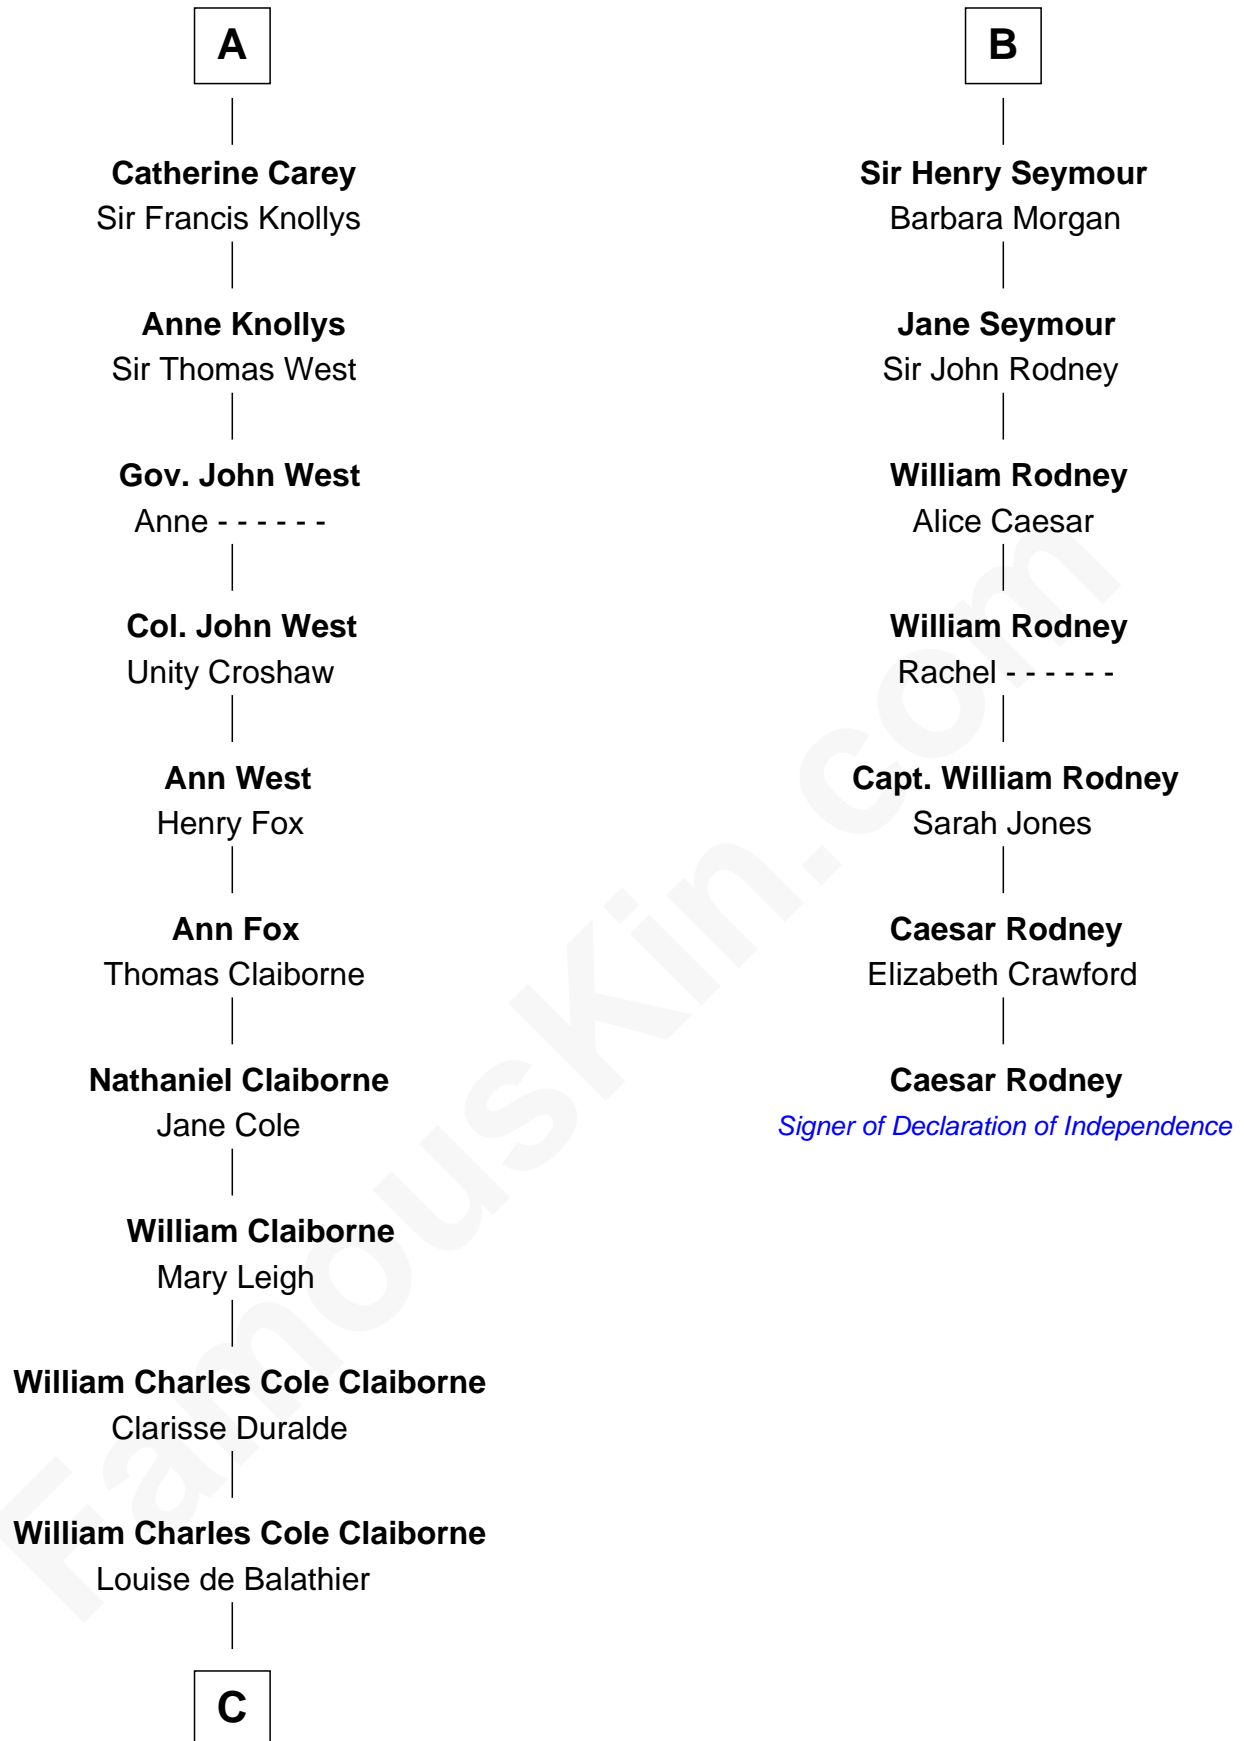 A
Catherine Carey
Sir Francis Knollys
Anne Knollys
Sir Thomas West
Gov. John West
Anne - - - - - -
Col. John West
Unity Croshaw
Ann West
Henry Fox
Ann Fox
Thomas Claiborne
Nathaniel Claiborne
Jane Cole
William Claiborne
Mary Leigh
William Charles Cole Claiborne
Clarisse Duralde
William Charles Cole Claiborne
Louise de Balathier
C
B
Sir Henry Seymour
Barbara Morgan
Jane Seymour
Sir John Rodney
William Rodney
Alice Caesar
William Rodney
Rachel - - - - - -
Capt. William Rodney
Sarah Jones
Caesar Rodney
Elizabeth Crawford
Caesar Rodney
Signer of Declaration of Independence
FamousKin.com